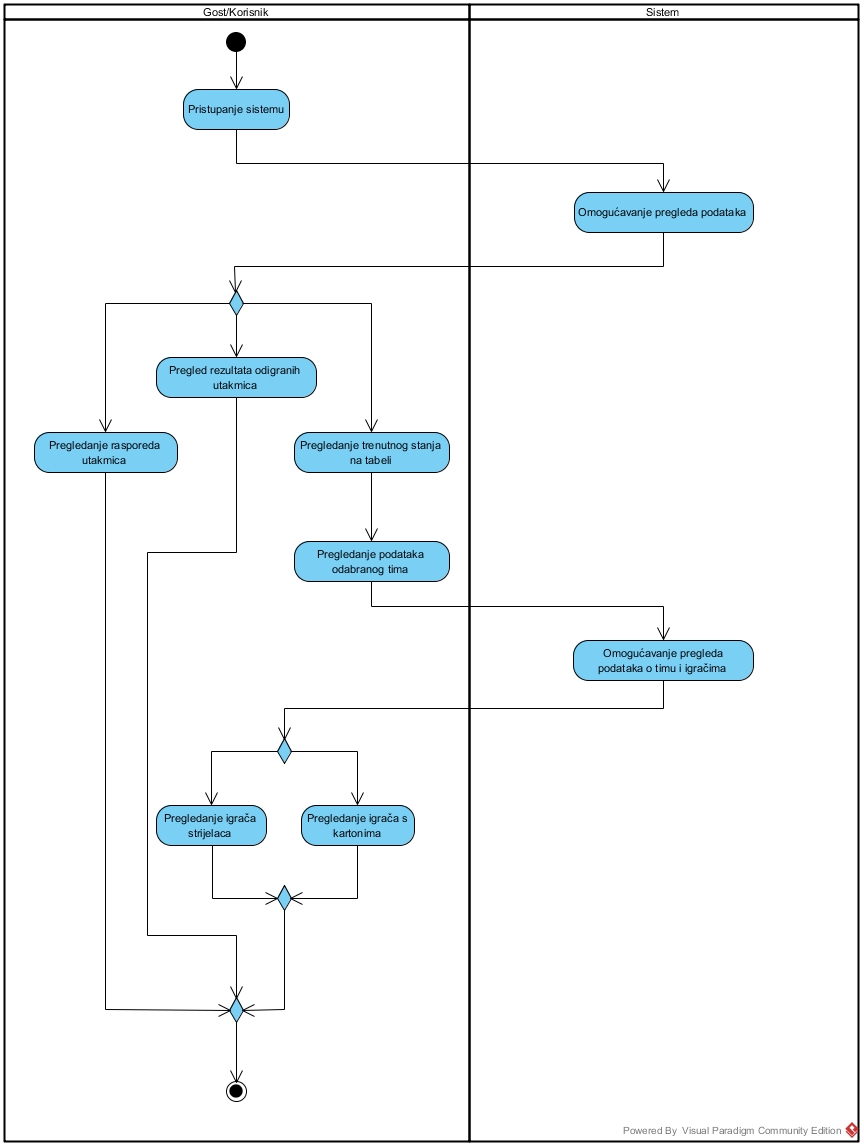 Gost/Korisnik
Sistem
Pristupanje sistemu
Omogućavanje pregleda podataka
Pregled rezultata odigranih
utakmica
Pregledanje rasporeda
utakmica
Pregledanje trenutnog stanja
na tabeli
Pregledanje podataka
odabranog tima
Omogućavanje pregleda
podataka o timu i igračima
Pregledanje igrača
strijelaca
Pregledanje igrača s
kartonima
Powered By Visual Paradigm Community Edition